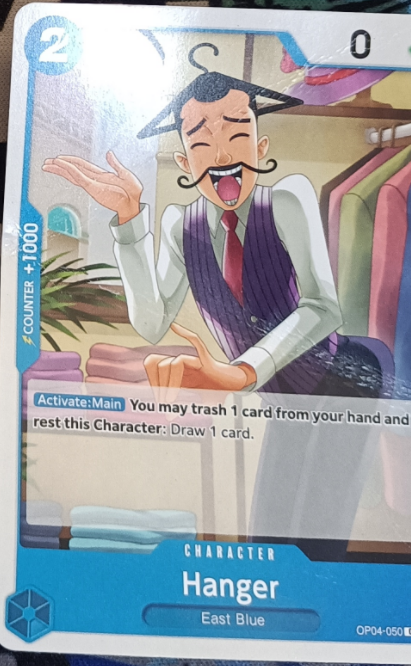 2
0
COUNTER +1000
Activate:Main You may trash 1 card from your hand and
rest this Character: Draw 1 card.
CHARACTER
Hanger
East Blue
OP04-050